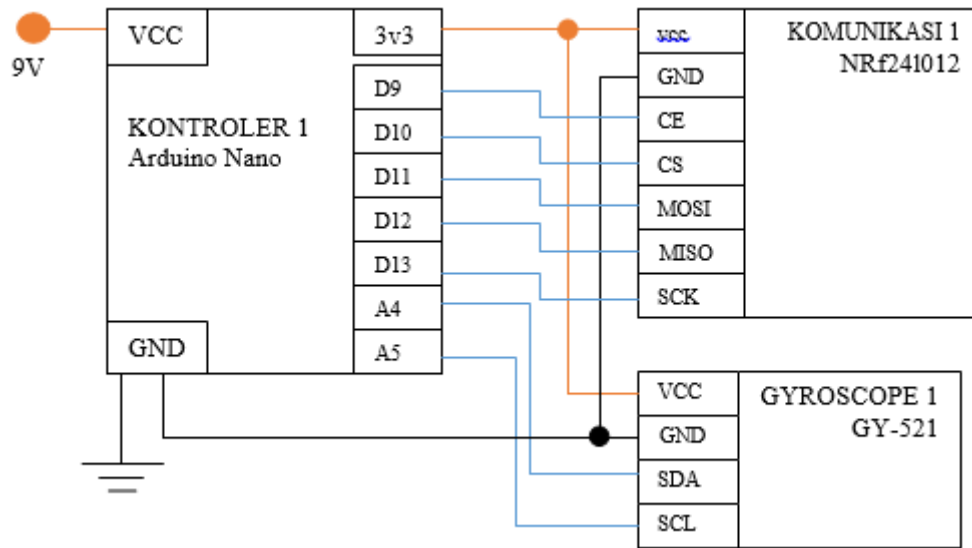 9V
VCC
KONTROLER 1
Arduino Nano
GND
3v3
D9
D10
D11
D12
D13
A4
A5
vcc
GND
CE
CS
MOSI
MISO
SCK
KOMUNIKASI 1
NRf241012
VCC
GND
SDA
SCL
GYROSCOPE 1
GY-521